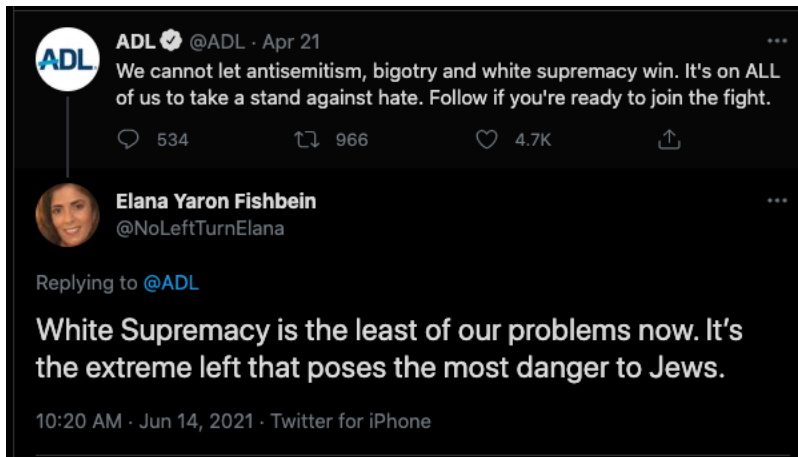 ADL
ADL @ADL · Apr 21
We cannot let antisemitism, bigotry and white supremacy win. It's on ALL
of us to take a stand against hate. Follow if you're ready to join the fight.
534 966 4.7K
Elana Yaron Fishbein
@NoLeftTurnElana
Replying to @ADL
White Supremacy is the least of our problems now. It’s
the extreme left that poses the most danger to Jews.
10:20 AM · Jun 14, 2021 · Twitter for iPhone